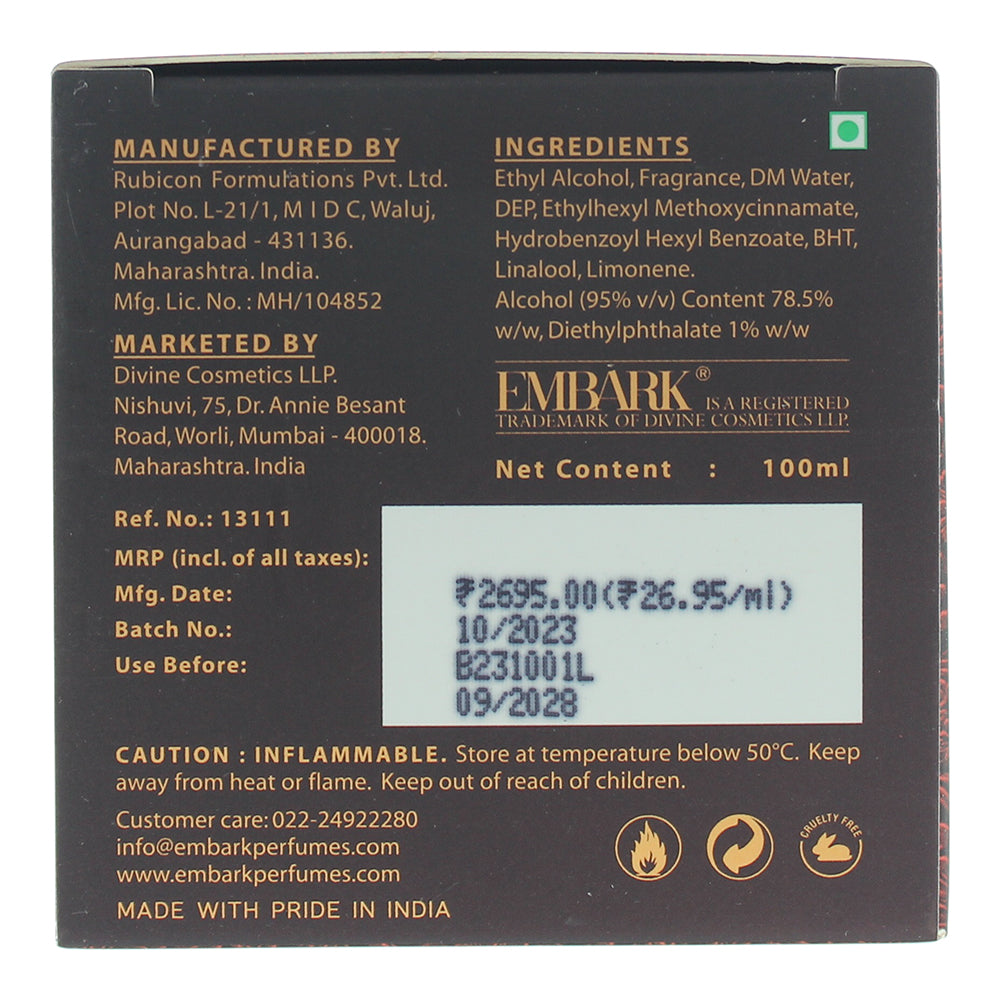 MANUFACTURED BY
Rubicon Formulations Pvt. Ltd.
Plot No. L-21/1, M I D C, Waluj,
Aurangabad - 431136.
Maharashtra. India.
Mfg. Lic. No. : MH/104852
MARKETED BY
Divine Cosmetics LLP.
Nishuvi, 75, Dr. Annie Besant
Road, Worli, Mumbai - 400018.
Maharashtra. India
INGREDIENTS
Ethyl Alcohol, Fragrance, DM Water,
DEP, Ethylhexyl Methoxycinnamate,
Hydrobenzoyl Hexyl Benzoate, BHT,
Linalool, Limonene.
Alcohol (95% v/v) Content 78.5%
w/w, Diethylphthalate 1% w/w
EMBARK ® IS A REGISTERED
TRADEMARK OF DIVINE COSMETICS LLP.
Net Content : 100ml
Ref. No.: 13111
MRP (incl. of all taxes): ₹2695.00(₹26.95/ml)
Mfg. Date: 10/2023
Batch No.: B231001L
Use Before: 09/2028
CAUTION : INFLAMMABLE. Store at temperature below 50°C. Keep
away from heat or flame. Keep out of reach of children.
Customer care: 022-24922280
info@embarkperfumes.com
www.embarkperfumes.com
MADE WITH PRIDE IN INDIA
CRUELTY FREE